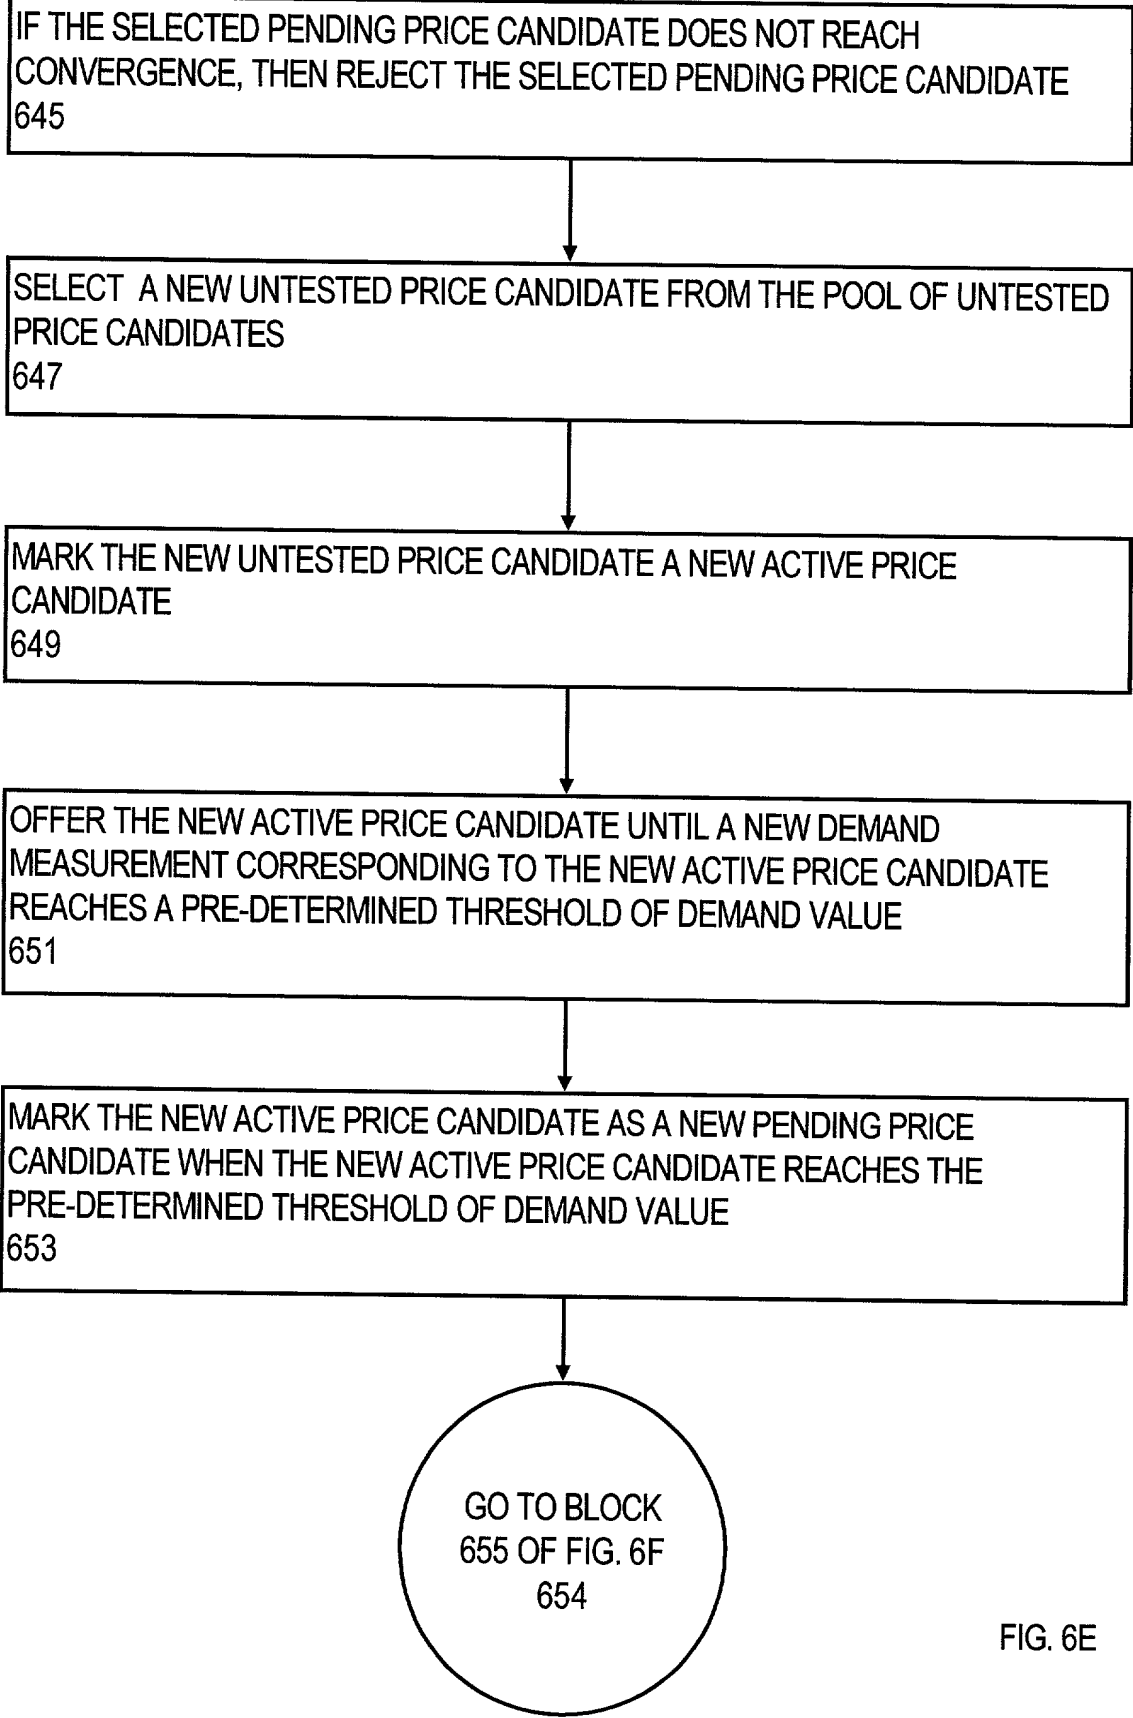 IF THE SELECTED PENDING PRICE CANDIDATE DOES NOT REACH
CONVERGENCE, THEN REJECT THE SELECTED PENDING PRICE CANDIDATE
645
SELECT A NEW UNTESTED PRICE CANDIDATE FROM THE POOL OF UNTESTED
PRICE CANDIDATES
647
MARK THE NEW UNTESTED PRICE CANDIDATE A NEW ACTIVE PRICE
CANDIDATE
649
OFFER THE NEW ACTIVE PRICE CANDIDATE UNTIL A NEW DEMAND
MEASUREMENT CORRESPONDING TO THE NEW ACTIVE PRICE CANDIDATE
REACHES A PRE-DETERMINED THRESHOLD OF DEMAND VALUE
651
MARK THE NEW ACTIVE PRICE CANDIDATE AS A NEW PENDING PRICE
CANDIDATE WHEN THE NEW ACTIVE PRICE CANDIDATE REACHES THE
PRE-DETERMINED THRESHOLD OF DEMAND VALUE
653
GO TO BLOCK
655 OF FIG. 6F
654
FIG. 6E